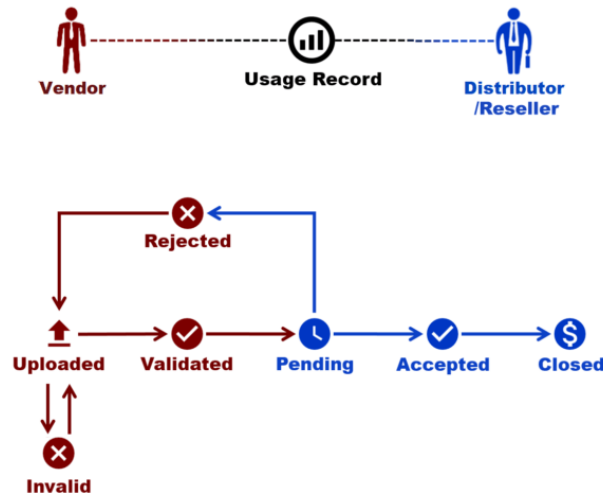 Vendor
Usage Record
Distributor
/Reseller
Rejected
Uploaded
Validated
Pending
Accepted
Closed
Invalid